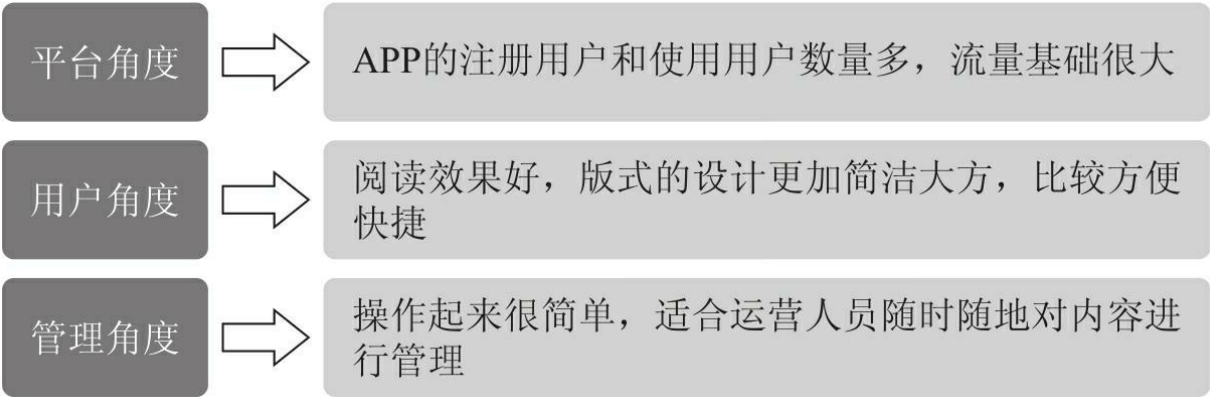 平台角度
APP的注册用户和使用用户数量多，流量基础很大
用户角度
阅读效果好，版式的设计更加简洁大方，比较方便
快捷
管理角度
操作起来很简单，适合运营人员随时随地对内容进
行管理